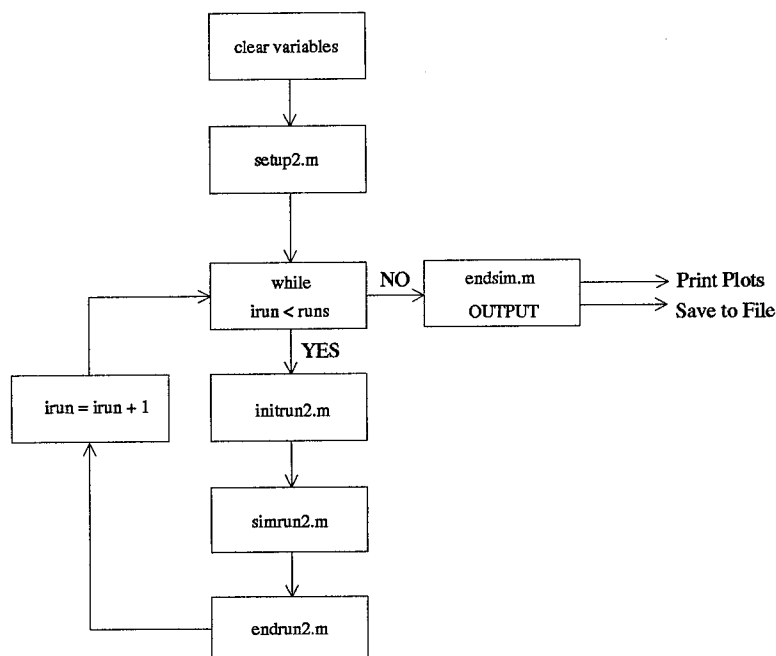 clear variables
setup2.m
while
irun < runs
NO
endsim.m
OUTPUT
Print Plots
Save to File
YES
irun = irun + 1
initrun2.m
simrun2.m
endrun2.m